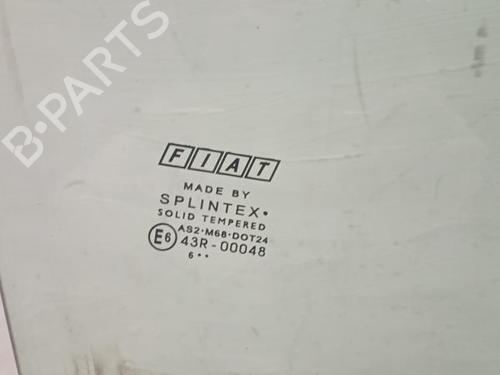 B·PARTS
FIAT
MADE BY
SPLINTEX•
SOLID TEMPERED
AS2·M68·DOT24
E6 43R-00048
6••